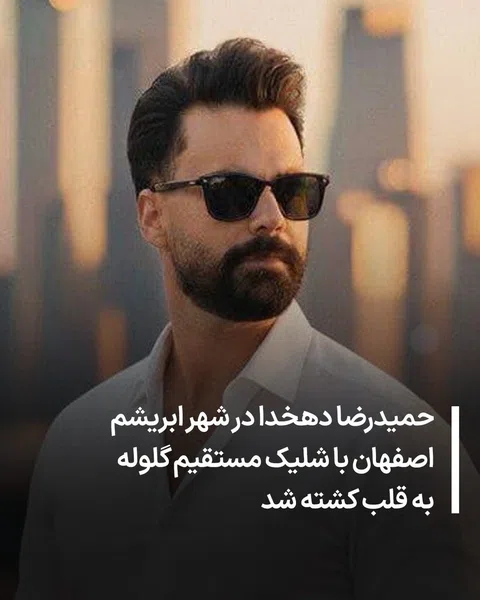 حمیدرضا دهخدا در شهر ابریشم
اصفهان با شلیک مستقیم گلوله
به قلب کشته شد